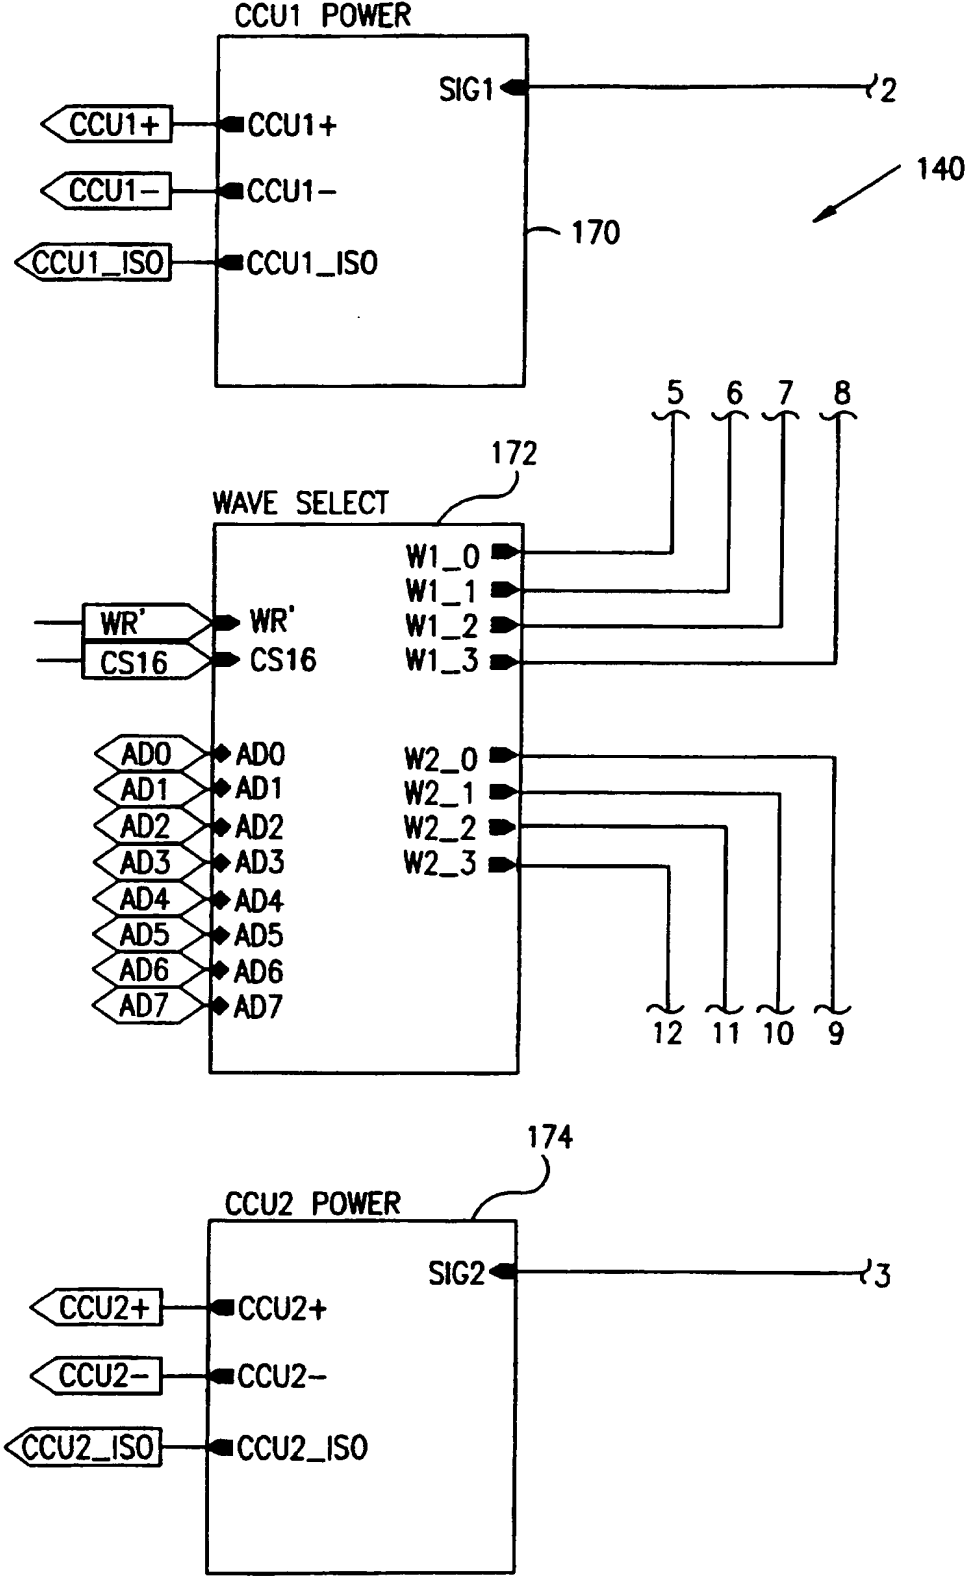 CCU1 POWER
SIG1
2
CCU1+ CCU1+
140
CCU1- CCU1-
170
CCU1_ISO CCU1_ISO
5 6 7 8
172
WAVE SELECT
W1_0
W1_1
WR' WR' W1_2
CS16 CS16 W1_3
AD0 AD0 W2_0
AD1 AD1 W2_1
AD2 AD2 W2_2
AD3 AD3 W2_3
AD4 AD4
AD5 AD5
AD6 AD6
AD7 AD7
12 11 10 9
174
CCU2 POWER
SIG2
3
CCU2+ CCU2+
CCU2- CCU2-
CCU2_ISO CCU2_ISO